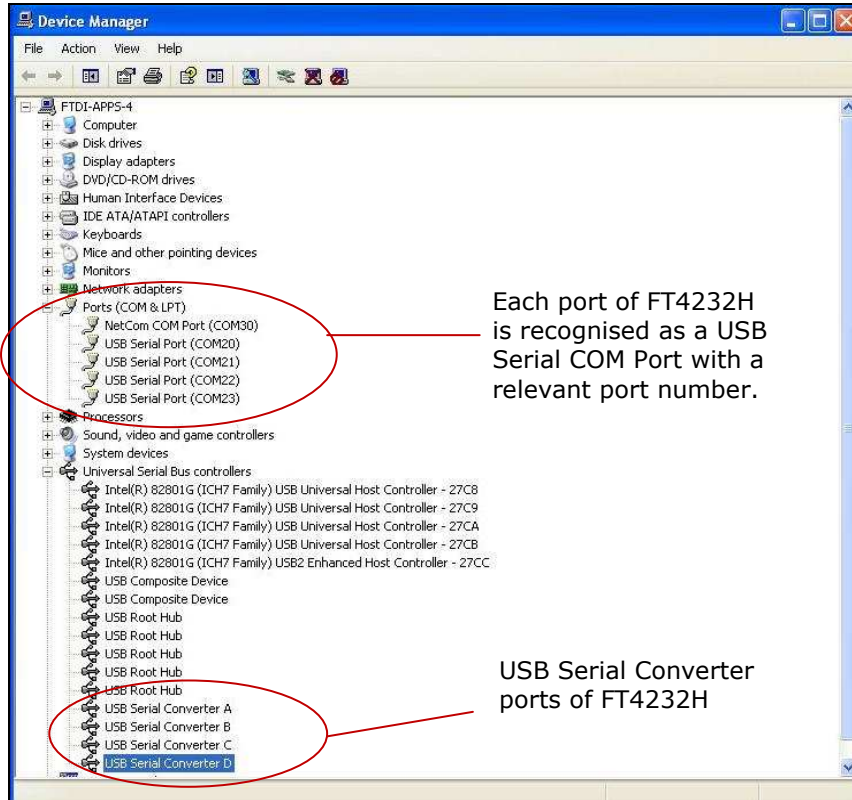 Device Manager
File Action View Help
FTDI-APPS-4
Computer
Disk drives
Display adapters
DVD/CD-ROM drives
Human Interface Devices
IDE ATA/ATAPI controllers
Keyboards
Mice and other pointing devices
Monitors
Network adapters
Ports (COM & LPT)
NetCom COM Port (COM30)
USB Serial Port (COM20)
USB Serial Port (COM21)
USB Serial Port (COM22)
USB Serial Port (COM23)
Processors
Sound, video and game controllers
System devices
Universal Serial Bus controllers
Intel(R) 82801G (ICH7 Family) USB Universal Host Controller - 27C8
Intel(R) 82801G (ICH7 Family) USB Universal Host Controller - 27C9
Intel(R) 82801G (ICH7 Family) USB Universal Host Controller - 27CA
Intel(R) 82801G (ICH7 Family) USB Universal Host Controller - 27CB
Intel(R) 82801G (ICH7 Family) USB2 Enhanced Host Controller - 27CC
USB Composite Device
USB Composite Device
USB Root Hub
USB Root Hub
USB Root Hub
USB Root Hub
USB Root Hub
USB Serial Converter A
USB Serial Converter B
USB Serial Converter C
USB Serial Converter D
Each port of FT4232H
is recognised as a USB
Serial COM Port with a
relevant port number.
USB Serial Converter
ports of FT4232H